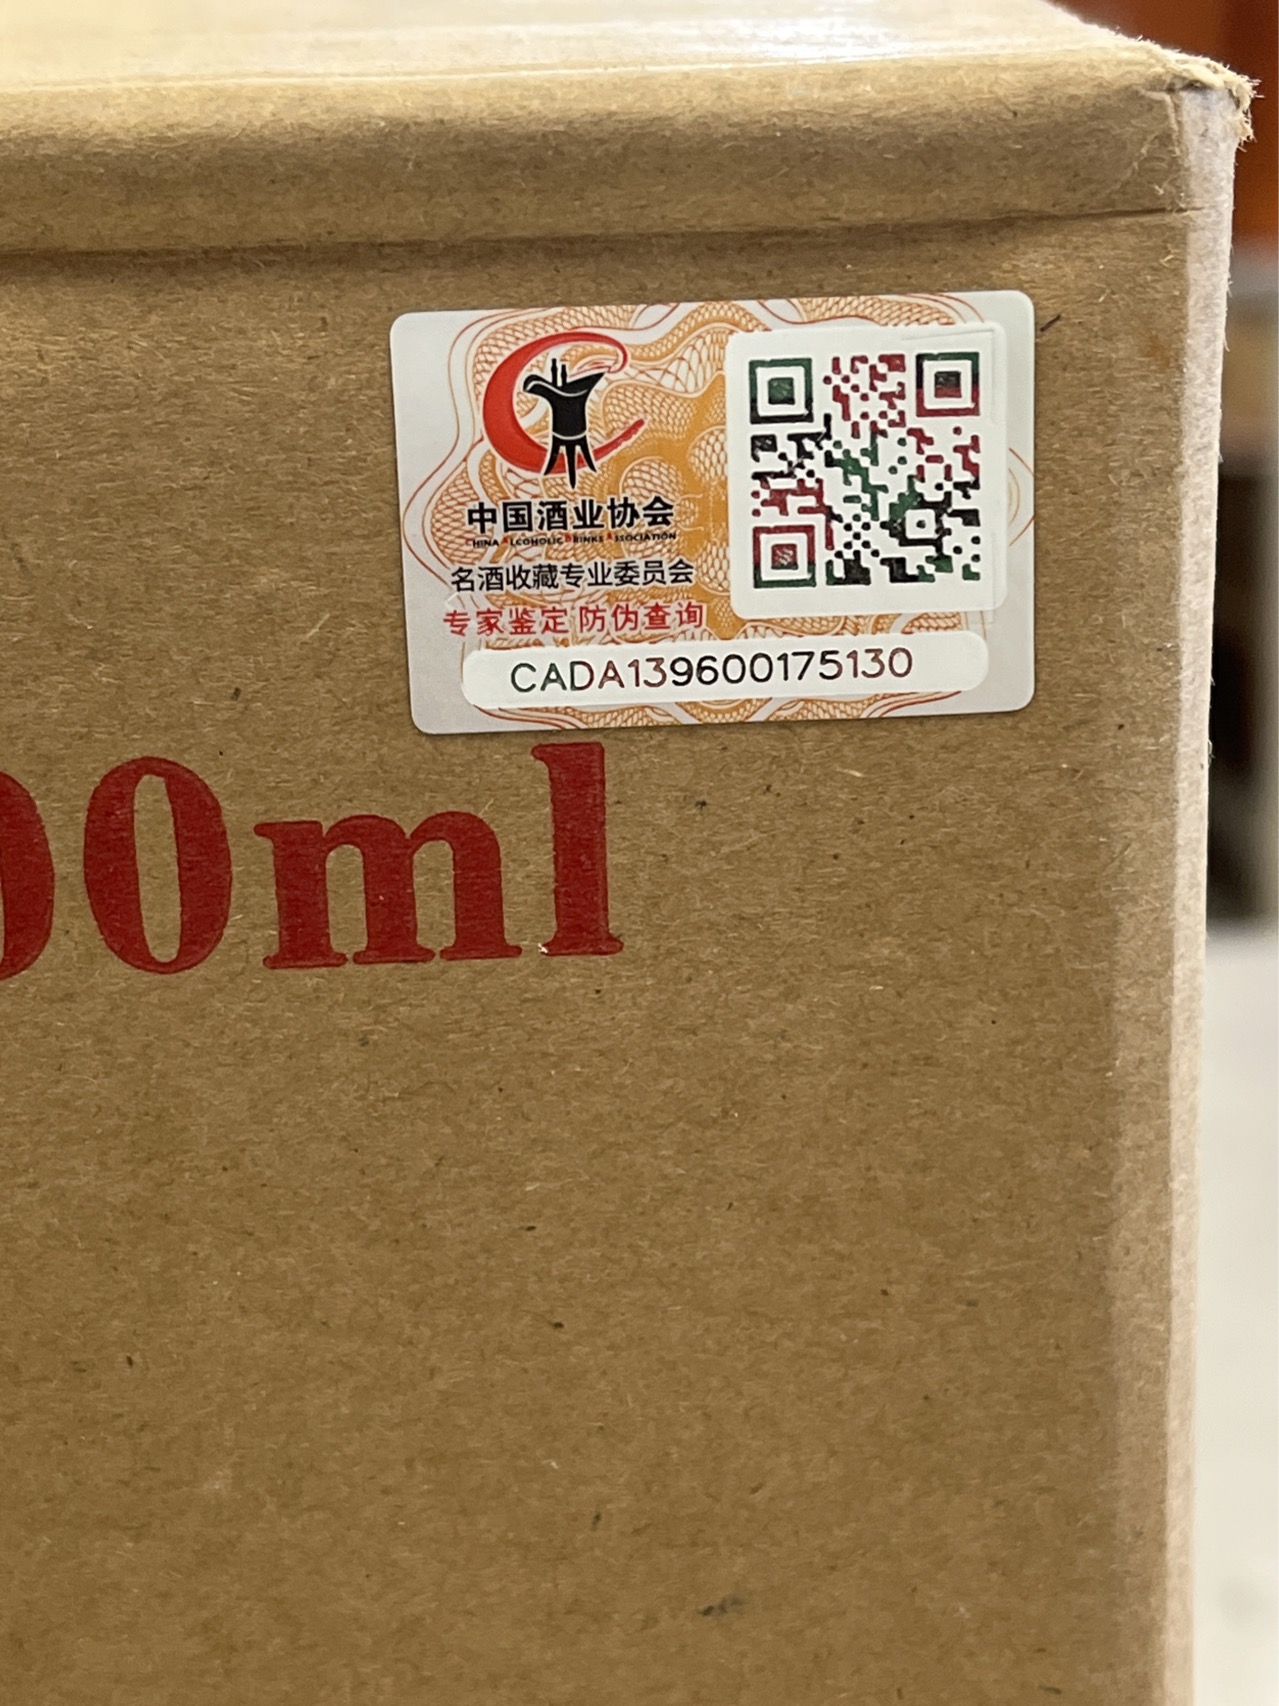 中国酒业协会
CHINA ALCOHOLIC DRINKS ASSOCIATION
名酒收藏专业委员会
专家鉴定 防伪查询
CADA139600175130
00ml